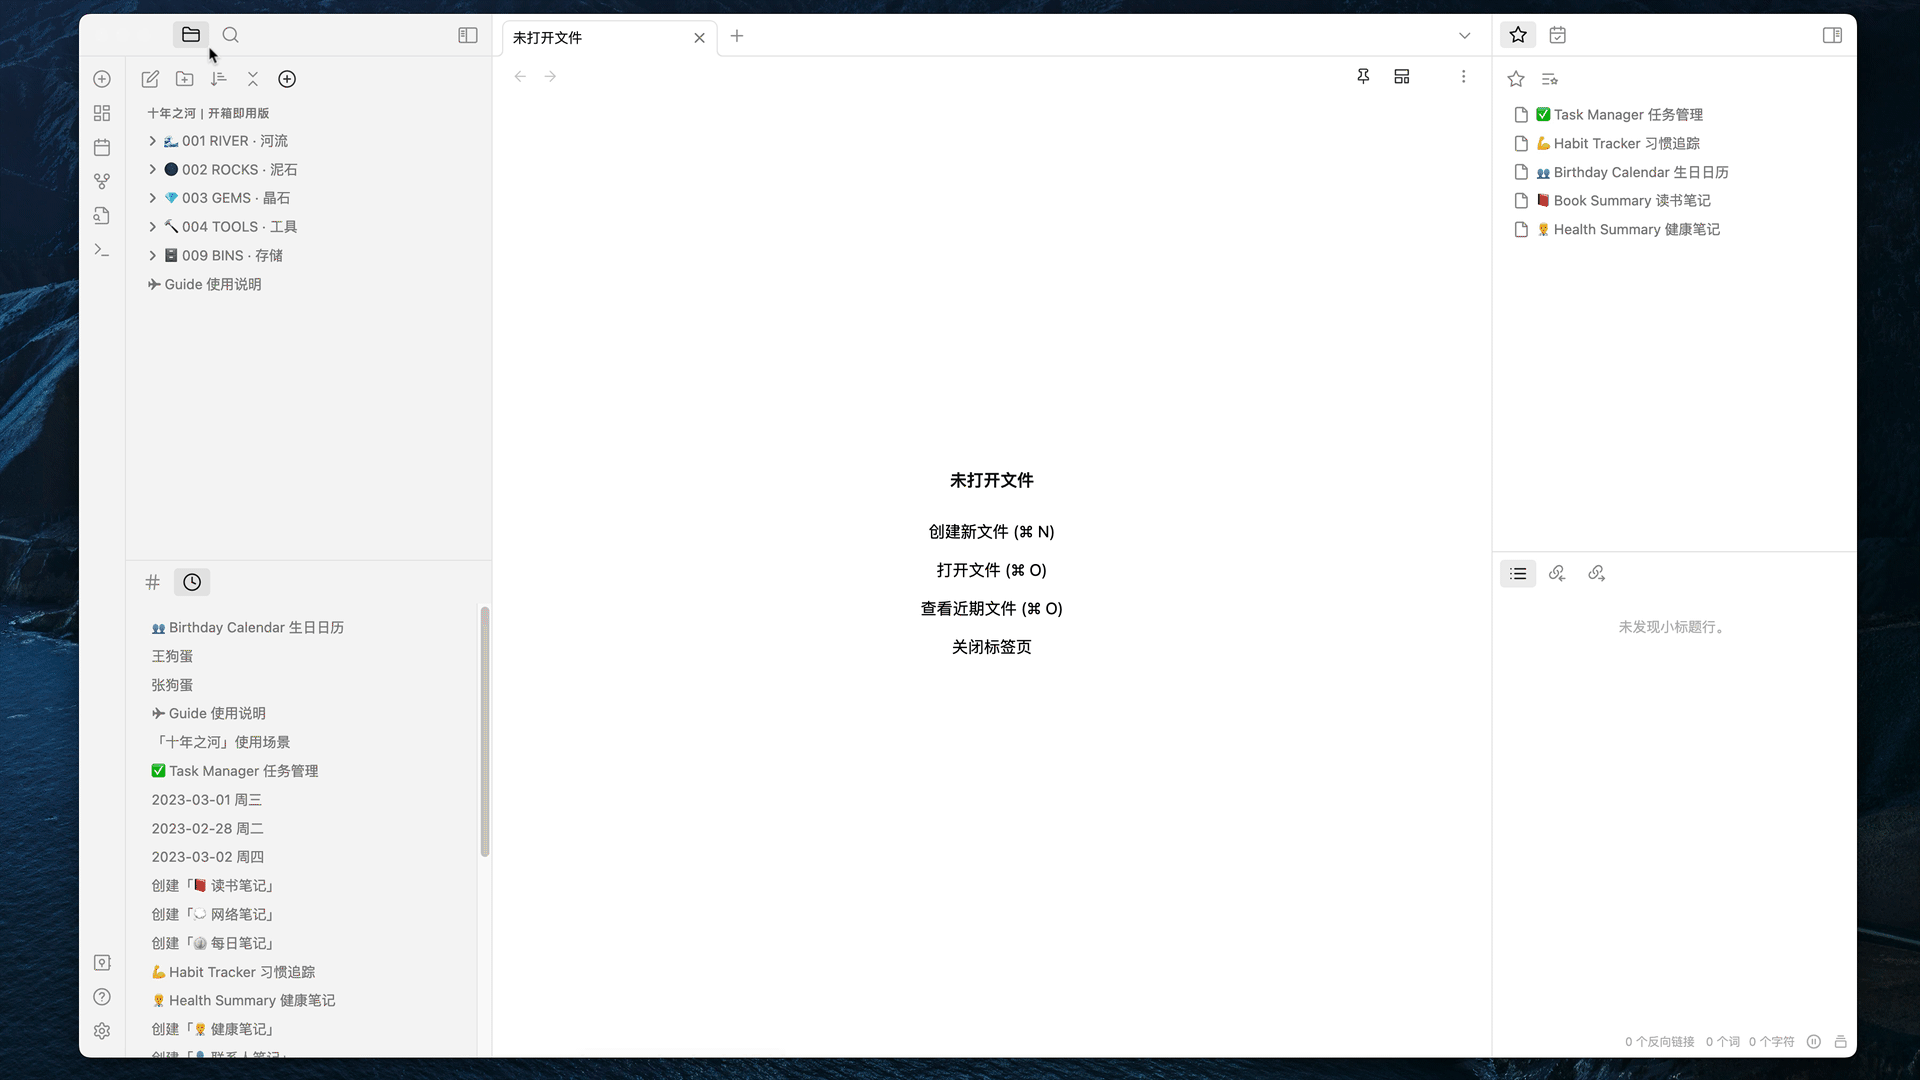 未打开文件
十年之河 | 开箱即用版
001 RIVER · 河流
002 ROCKS · 泥石
003 GEMS · 晶石
004 TOOLS · 工具
009 BINS · 存储
Guide 使用说明
Birthday Calendar 生日日历
王狗蛋
张狗蛋
Guide 使用说明
「十年之河」使用场景
Task Manager 任务管理
2023-03-01 周三
2023-02-28 周二
2023-03-02 周四
创建「📕 读书笔记」
创建「💭 网络笔记」
创建「每日笔记」
Habit Tracker 习惯追踪
Health Summary 健康笔记
创建「健康笔记」
创建「联系人笔记」
未打开文件
创建新文件 (⌘ N)
打开文件 (⌘ O)
查看近期文件 (⌘ O)
关闭标签页
Task Manager 任务管理
Habit Tracker 习惯追踪
Birthday Calendar 生日日历
Book Summary 读书笔记
Health Summary 健康笔记
未发现小标题行。
0 个反向链接 0 个词 0 个字符